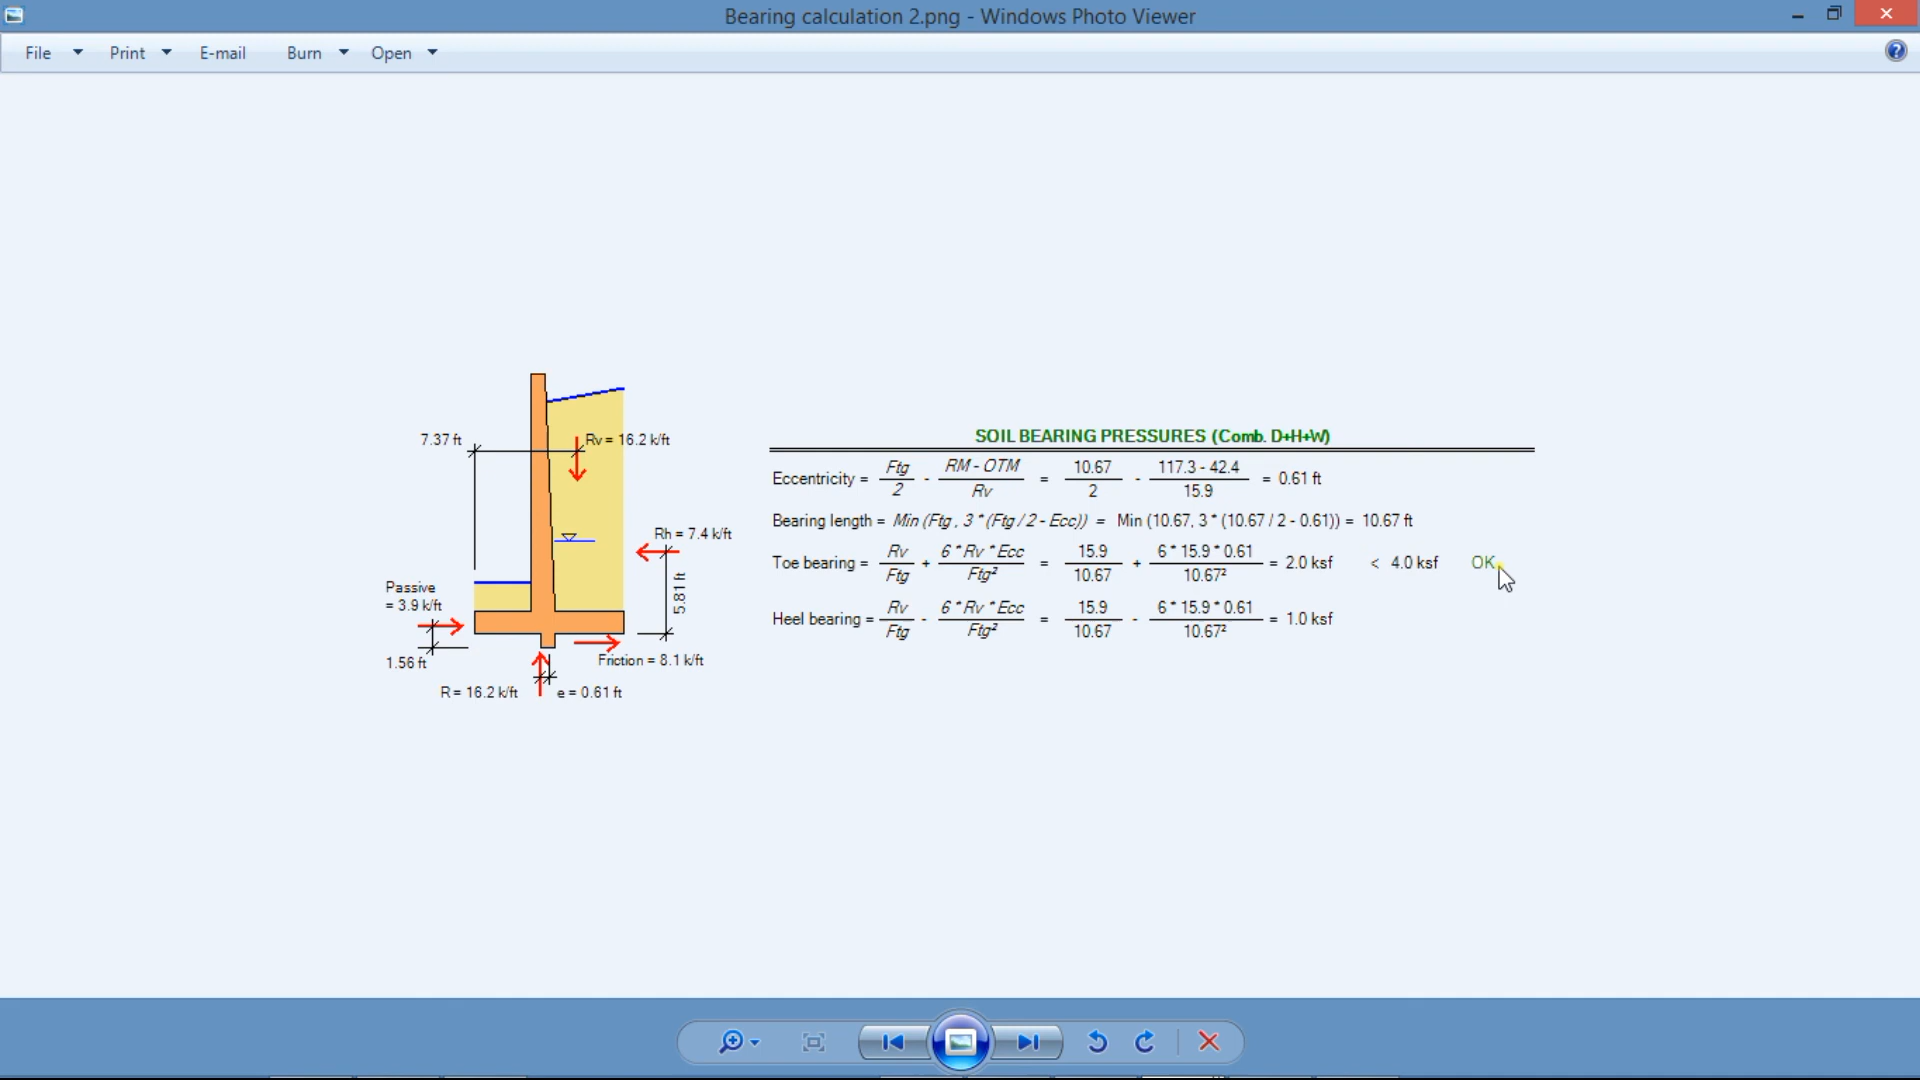 Bearing calculation 2.png - Windows Photo Viewer
File Print E-mail Burn Open
7.37 ft
Rv = 16.2 k/ft
Rh = 7.4 k/ft
5.81 ft
Passive
= 3.9 k/ft
1.56 ft
Friction = 8.1 k/ft
R = 16.2 k/ft
e = 0.61 ft
SOIL BEARING PRESSURES (Comb. D+H+W)
Eccentricity = Ftg / 2 - RM - OTM / Rv = 10.67 / 2 - 117.3 - 42.4 / 15.9 = 0.61 ft
Bearing length = Min (Ftg , 3 * (Ftg / 2 - Ecc)) = Min (10.67, 3 * (10.67 / 2 - 0.61)) = 10.67 ft
Toe bearing = Rv / Ftg + 6 * Rv * Ecc / Ftg² = 15.9 / 10.67 + 6 * 15.9 * 0.61 / 10.67² = 2.0 ksf < 4.0 ksf OK
Heel bearing = Rv / Ftg - 6 * Rv * Ecc / Ftg² = 15.9 / 10.67 - 6 * 15.9 * 0.61 / 10.67² = 1.0 ksf